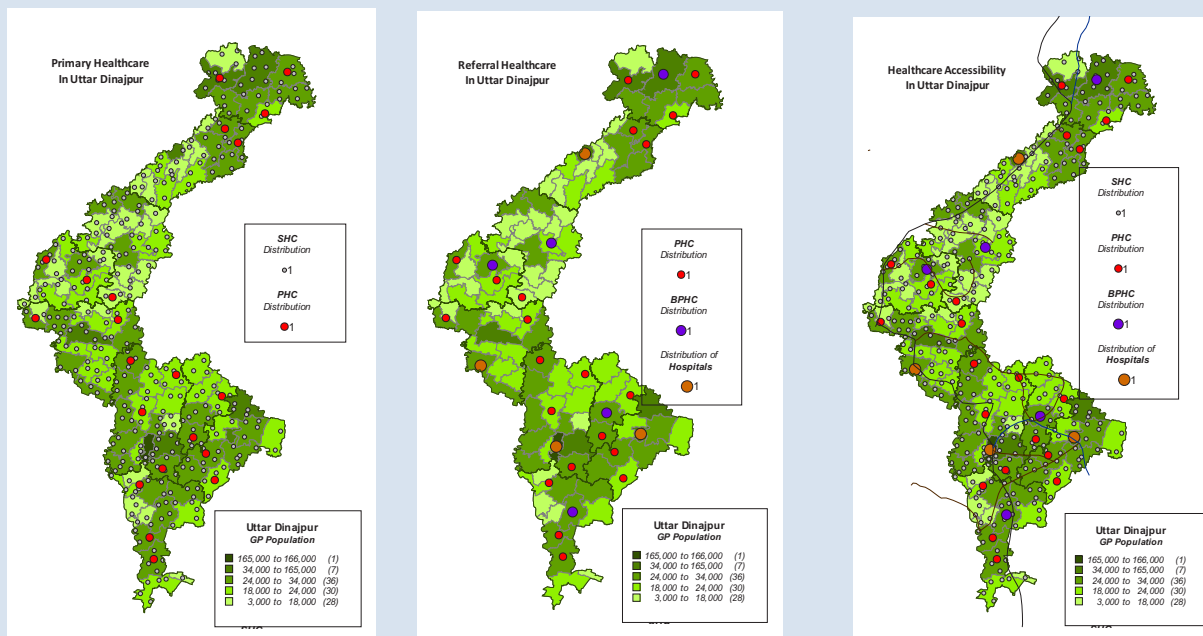 Primary Healthcare
In Uttar Dinajpur
SHC
Distribution
1
PHC
Distribution
1
Uttar Dinajpur
GP Population
165,000 to 166,000 (1)
34,000 to 165,000 (7)
24,000 to 34,000 (36)
18,000 to 24,000 (30)
3,000 to 18,000 (28)
Referral Healthcare
In Uttar Dinajpur
PHC
Distribution
1
BPHC
Distribution
1
Distribution of
Hospitals
1
Uttar Dinajpur
GP Population
165,000 to 166,000 (1)
34,000 to 165,000 (7)
24,000 to 34,000 (36)
18,000 to 24,000 (30)
3,000 to 18,000 (28)
Healthcare Accessibility
In Uttar Dinajpur
SHC
Distribution
1
PHC
Distribution
1
BPHC
Distribution
1
Distribution of
Hospitals
1
Uttar Dinajpur
GP Population
165,000 to 166,000 (1)
34,000 to 165,000 (7)
24,000 to 34,000 (36)
18,000 to 24,000 (30)
3,000 to 18,000 (28)